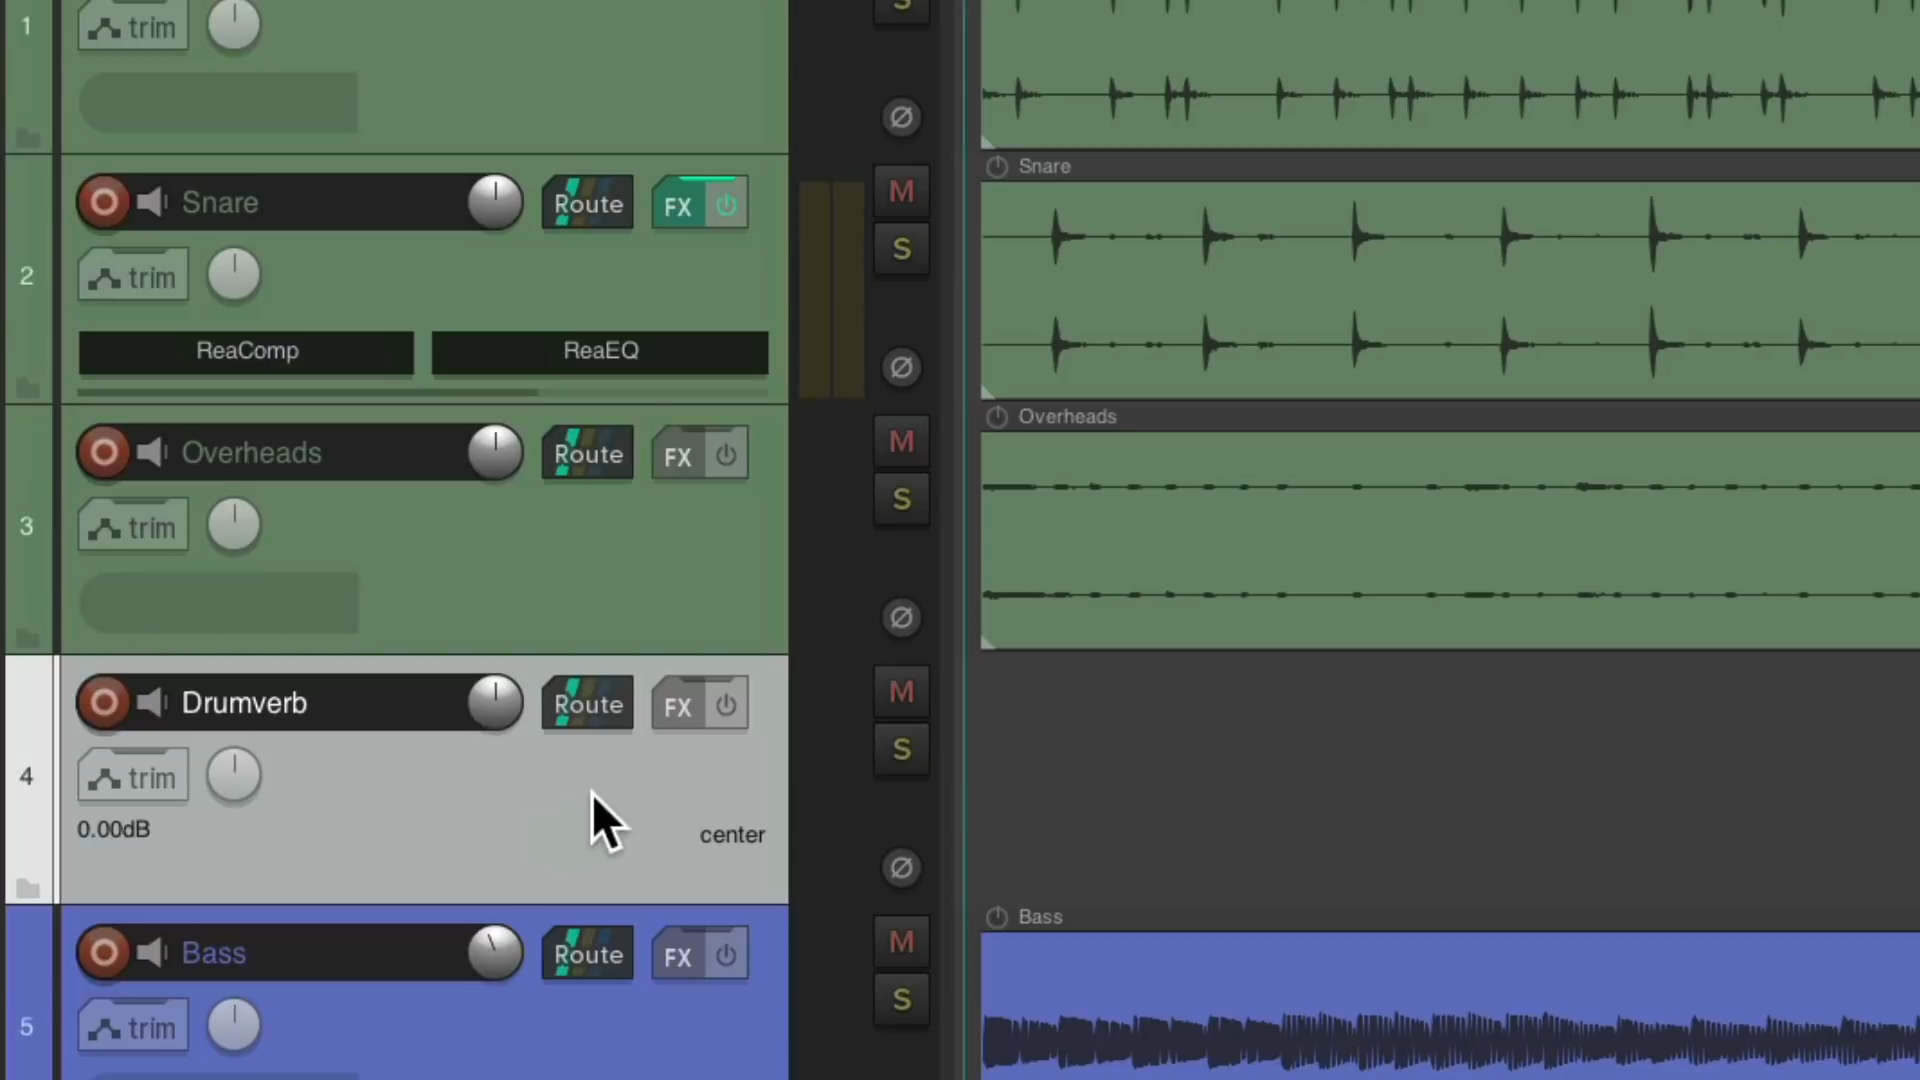 1
trim
S
Ø
Snare
Snare
Route
FX
M
S
2
trim
ReaComp
ReaEQ
Ø
Overheads
Overheads
Route
FX
M
S
3
trim
Ø
Drumverb
Route
FX
M
S
4
trim
0.00dB
center
Ø
Bass
Bass
Route
FX
M
S
5
trim